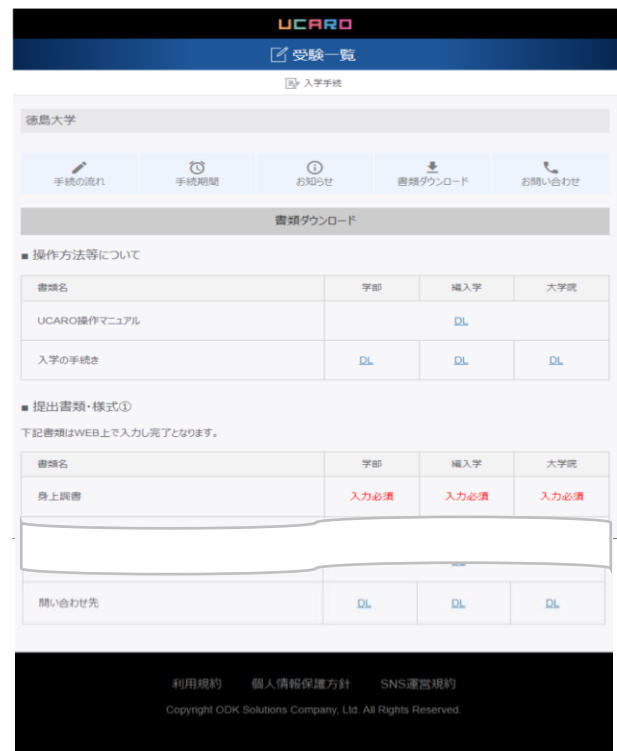 UCARO
受験一覧
入学手続
徳島大学
手続の流れ 手続期間 お知らせ 書類ダウンロード お問い合わせ
書類ダウンロード
■ 操作方法等について
書類名 学部 編入学 大学院
UCARO操作マニュアル DL
入学の手続き DL DL DL
■ 提出書類・様式①
下記書類はWEB上で入力し完了となります。
書類名 学部 編入学 大学院
身上調書 入力必須 入力必須 入力必須
問い合わせ先 DL DL DL
利用規約 個人情報保護方針 SNS運営規約
Copyright ODK Solutions Company, Ltd. All Rights Reserved.